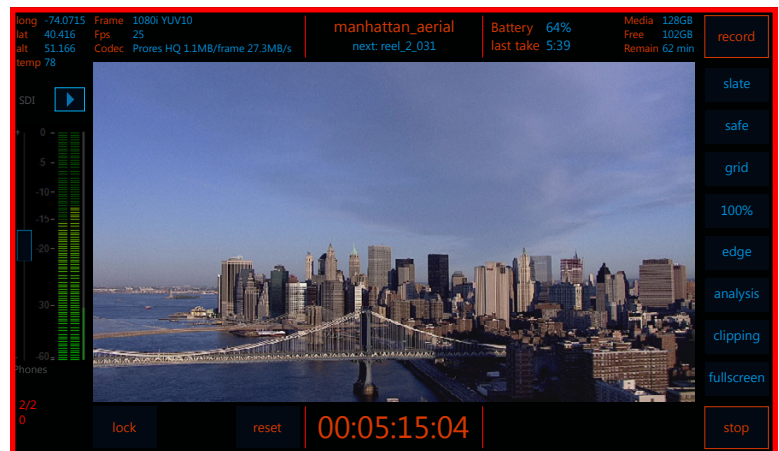 long -74.0715
lat 40.416
alt 51.166
temp 78
Frame 1080i YUV10
Fps 25
Codec Prores HQ 1.1MB/frame 27.3MB/s
manhattan_aerial
next: reel_2_031
Battery 64%
last take 5:39
Media 128GB
Free 102GB
Remain 62 min
record
SDI
slate
safe
grid
100%
edge
analysis
clipping
fullscreen
0
5
-10
-15
-20
30
-60
Phones
2/2
0
lock
reset
00:05:15:04
stop